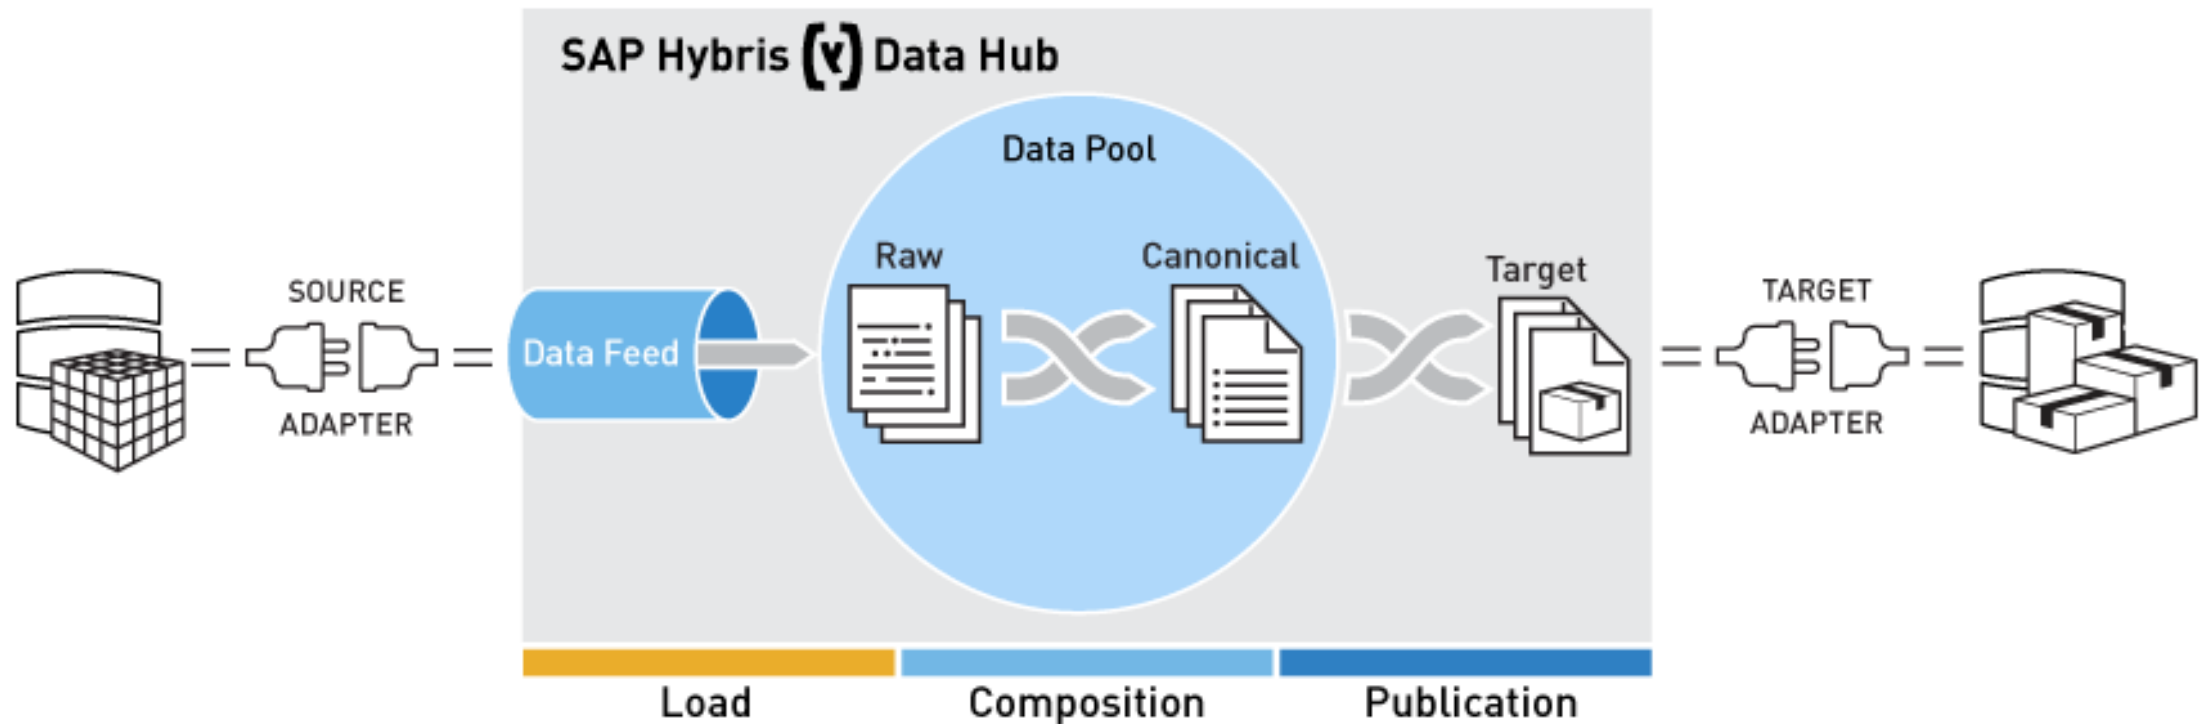 SAP Hybris (y) Data Hub
Data Pool
Raw
Canonical
Target
SOURCE
ADAPTER
Data Feed
TARGET
ADAPTER
Load
Composition
Publication